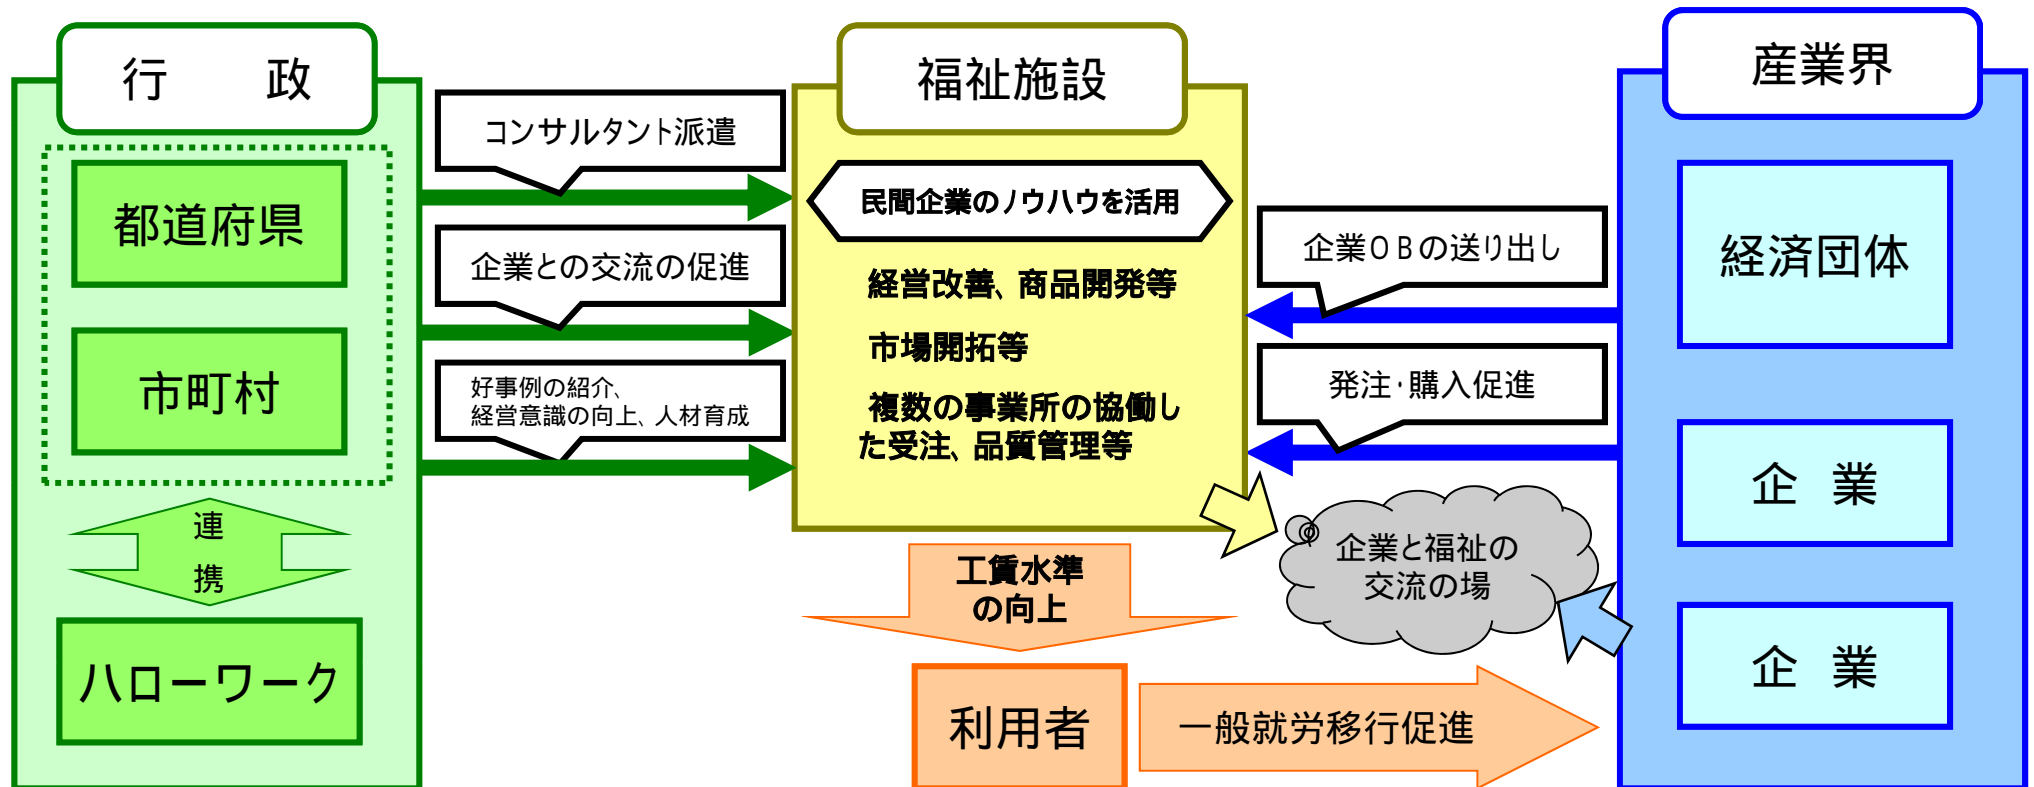 行　政
都道府県
市町村
連
携
ハローワーク
コンサルタント派遣
企業との交流の促進
好事例の紹介、
経営意識の向上、人材育成
福祉施設
民間企業のノウハウを活用
経営改善、商品開発等
市場開拓等
複数の事業所の協働し
た受注、品質管理等
工賃水準
の向上
利用者
一般就労移行促進
企業ＯＢの送り出し
発注・購入促進
企業と福祉の
交流の場
産業界
経済団体
企　業
企　業